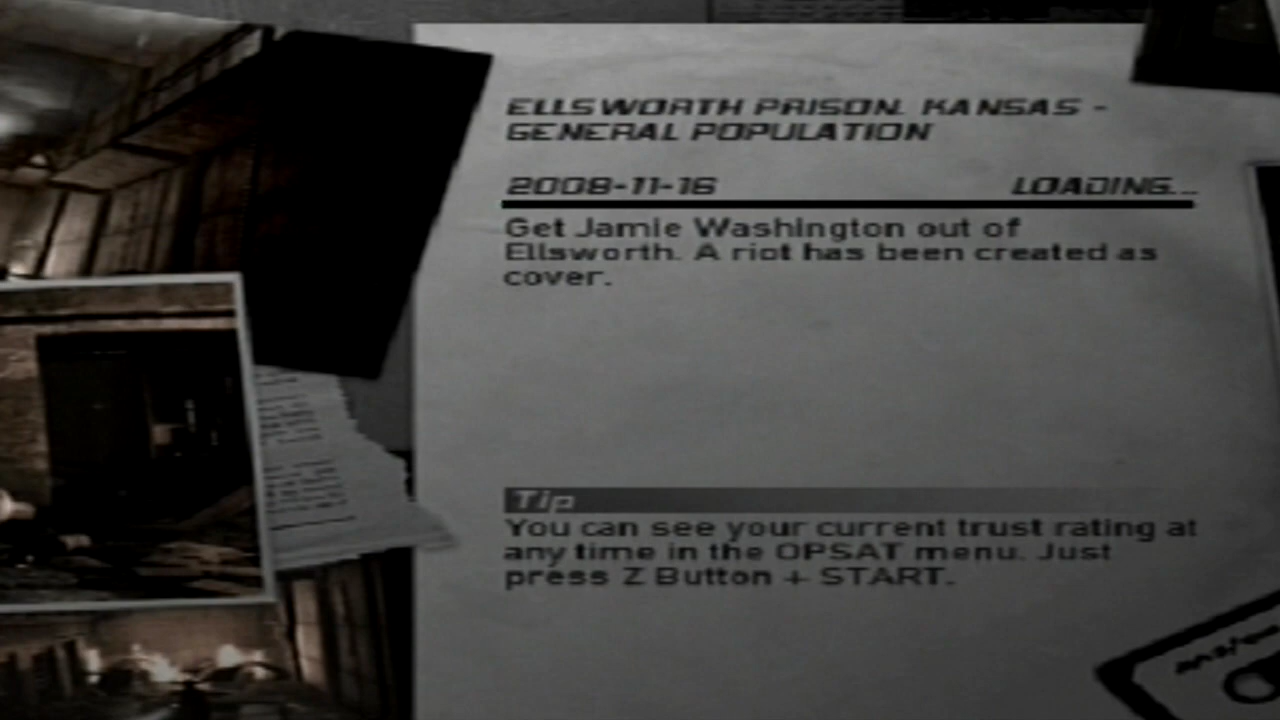 ELLSWORTH PRISON. KANSAS -
GENERAL POPULATION
2008-11-16 LOADING...
Get Jamie Washington out of
Ellsworth. A riot has been created as
cover.
Tip
You can see your current trust rating at
any time in the OPSAT menu. Just
press Z Button + START.